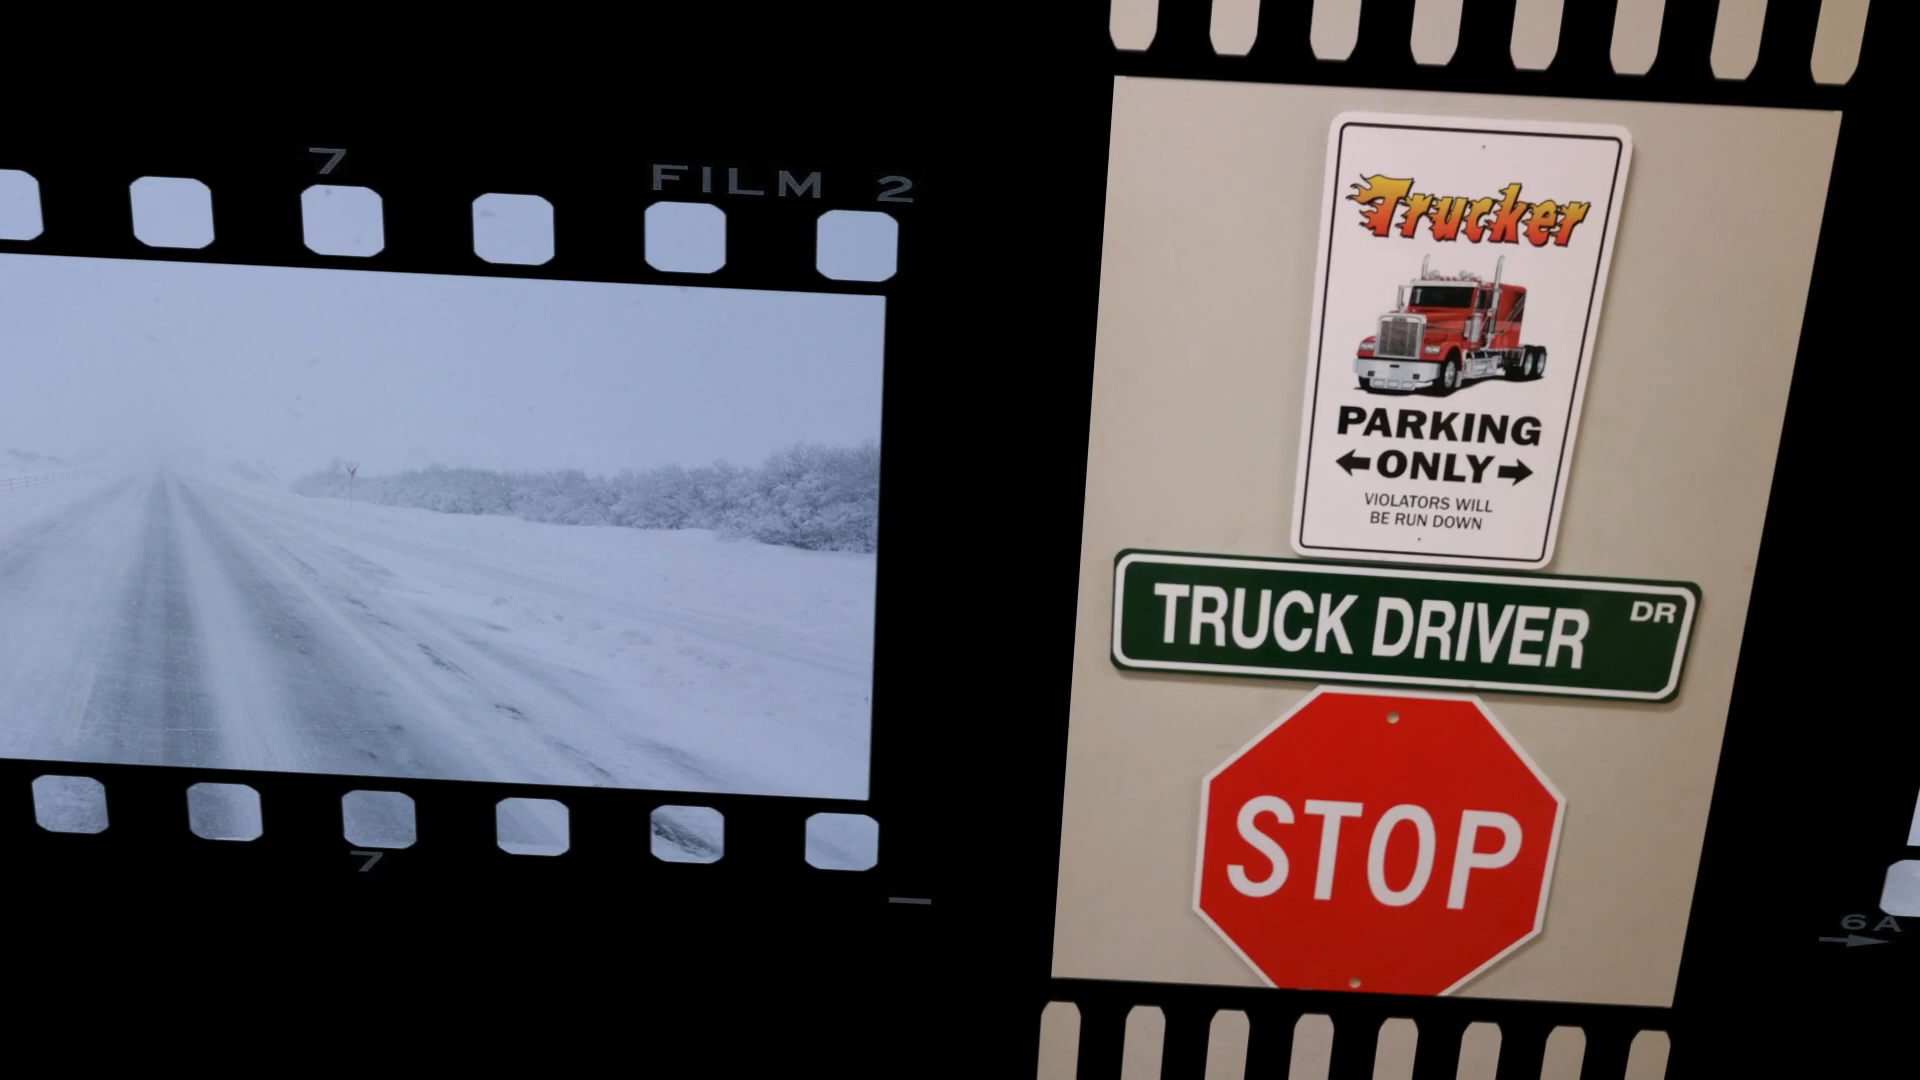 7
FILM 2
7
Trucker
PARKING
←ONLY→
VIOLATORS WILL
BE RUN DOWN
TRUCK DRIVER DR
STOP
6A